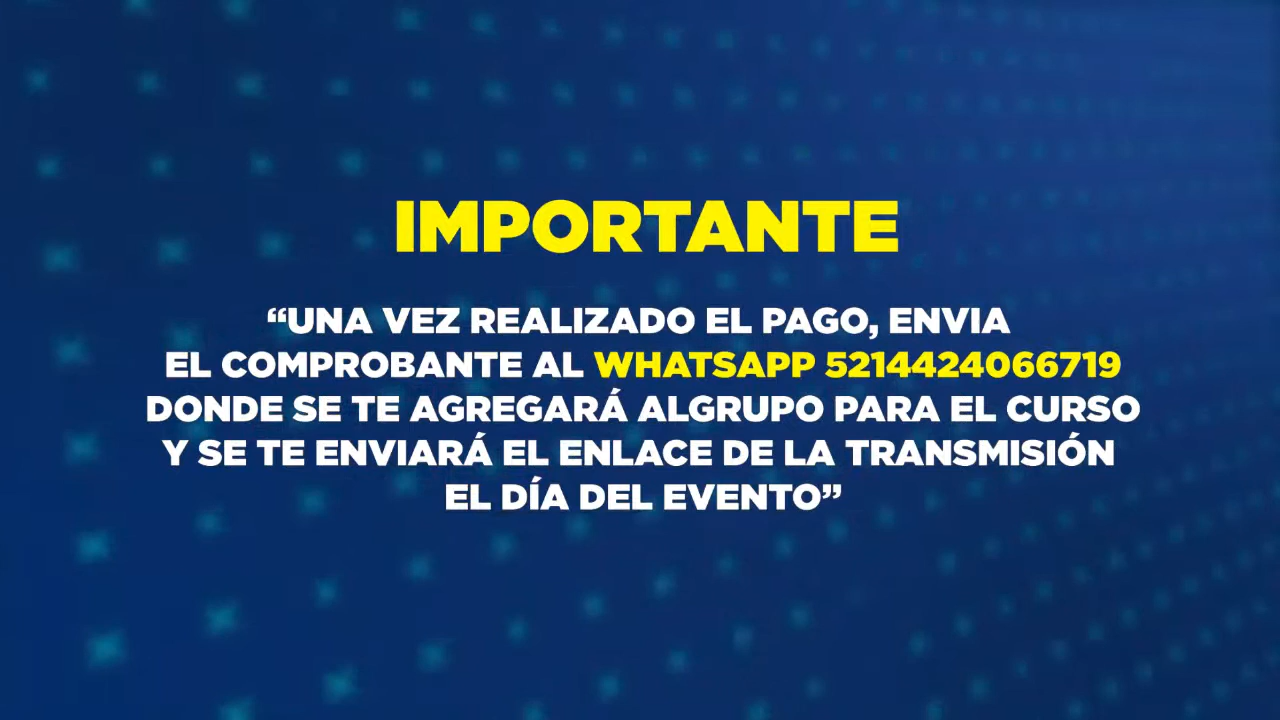 IMPORTANTE
“UNA VEZ REALIZADO EL PAGO, ENVIA
EL COMPROBANTE AL WHATSAPP 5214424066719
DONDE SE TE AGREGARÁ ALGRUPO PARA EL CURSO
Y SE TE ENVIARÁ EL ENLACE DE LA TRANSMISIÓN
EL DÍA DEL EVENTO”